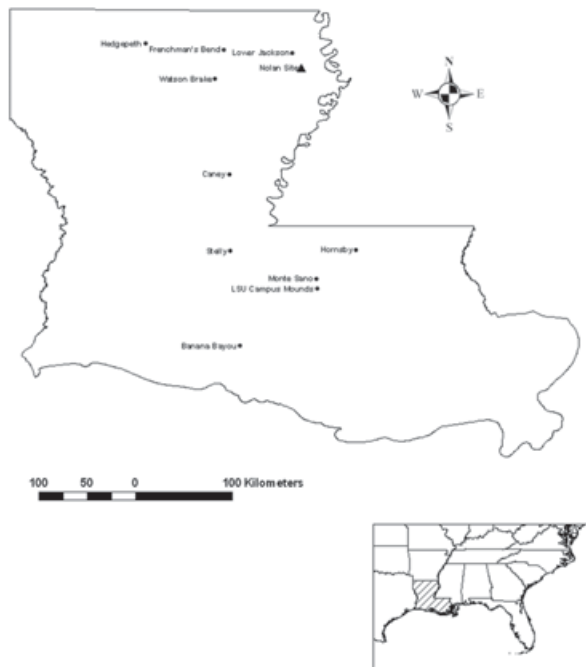 Hedgepeth
Frenchman's Bend
Lower Jackson
Nolan Site
Watson Brake
N
W E
S
Caney
Stelly
Hornsby
Monte Sano
LSU Campus Mounds
Banana Bayou
100 50 0 100 Kilometers